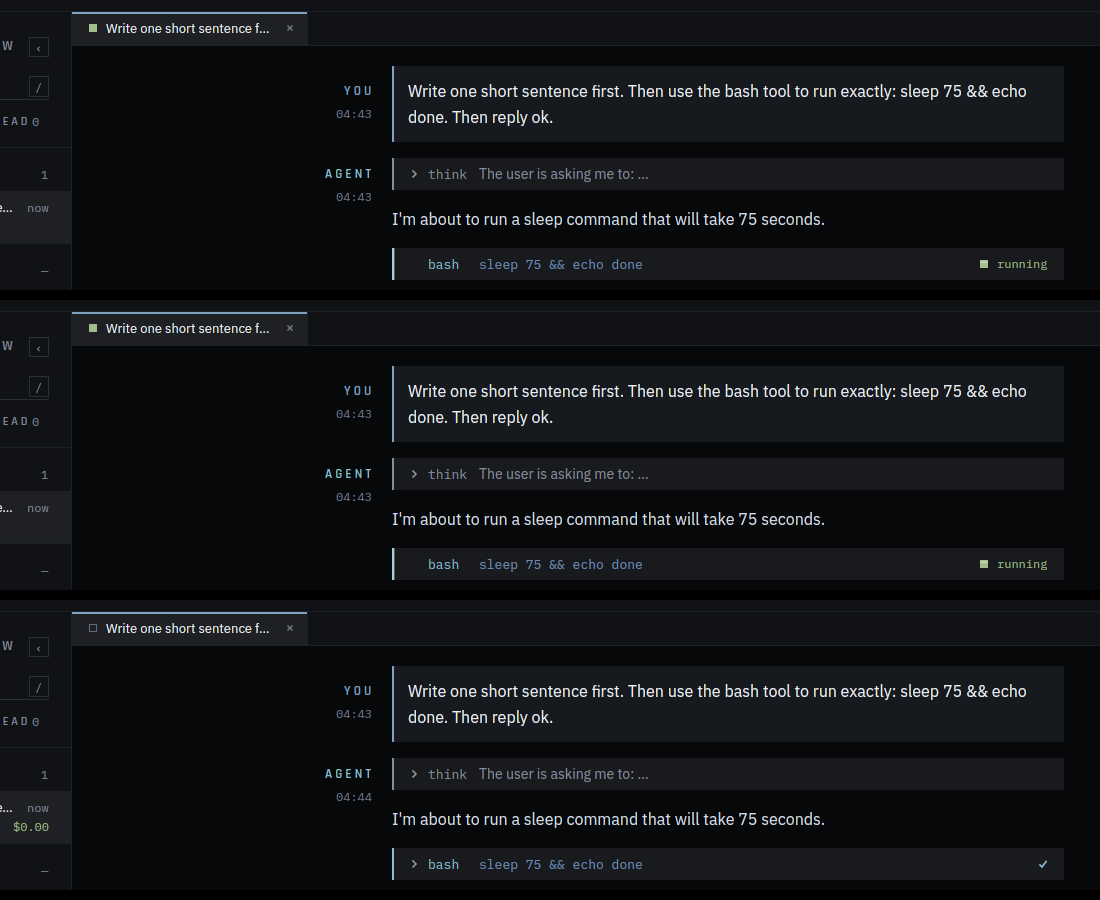 Write one short sentence f... ×
W ‹
/
EAD 0
1
e... now
–
YOU
04:43
Write one short sentence first. Then use the bash tool to run exactly: sleep 75 && echo
done. Then reply ok.
AGENT
04:43
> think The user is asking me to: ...
I'm about to run a sleep command that will take 75 seconds.
bash sleep 75 && echo done running
Write one short sentence f... ×
W ‹
/
EAD 0
1
e... now
–
YOU
04:43
Write one short sentence first. Then use the bash tool to run exactly: sleep 75 && echo
done. Then reply ok.
AGENT
04:43
> think The user is asking me to: ...
I'm about to run a sleep command that will take 75 seconds.
bash sleep 75 && echo done running
Write one short sentence f... ×
W ‹
/
EAD 0
1
e... now
$0.00
–
YOU
04:43
Write one short sentence first. Then use the bash tool to run exactly: sleep 75 && echo
done. Then reply ok.
AGENT
04:44
> think The user is asking me to: ...
I'm about to run a sleep command that will take 75 seconds.
> bash sleep 75 && echo done ✓